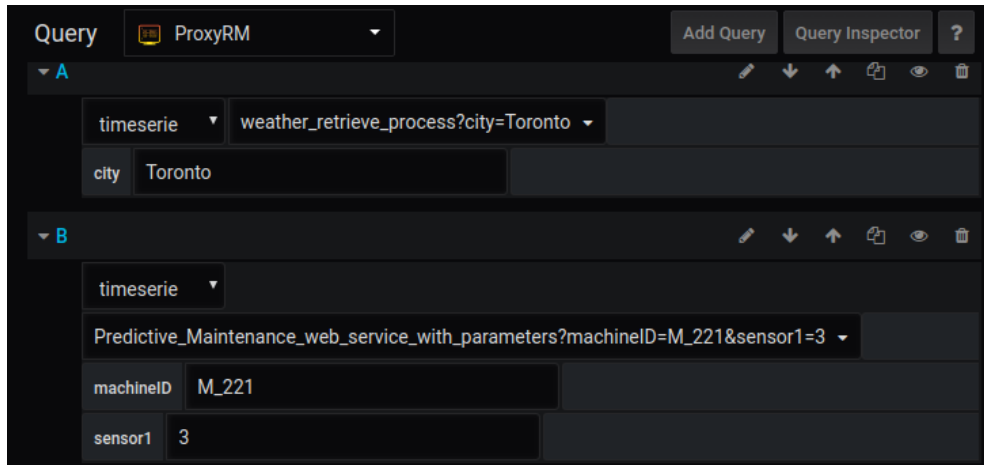 Query ProxyRM Add Query Query Inspector ?
A
timeserie weather_retrieve_process?city=Toronto
city Toronto
B
timeserie
Predictive_Maintenance_web_service_with_parameters?machineID=M_221&sensor1=3
machineID M_221
sensor1 3